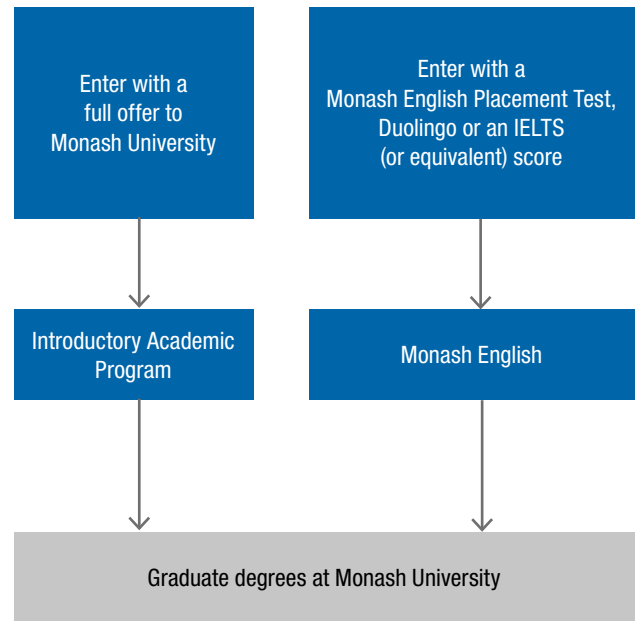 Enter with a
full offer to
Monash University
Enter with a
Monash English Placement Test,
Duolingo or an IELTS
(or equivalent) score
Introductory Academic
Program
Monash English
Graduate degrees at Monash University